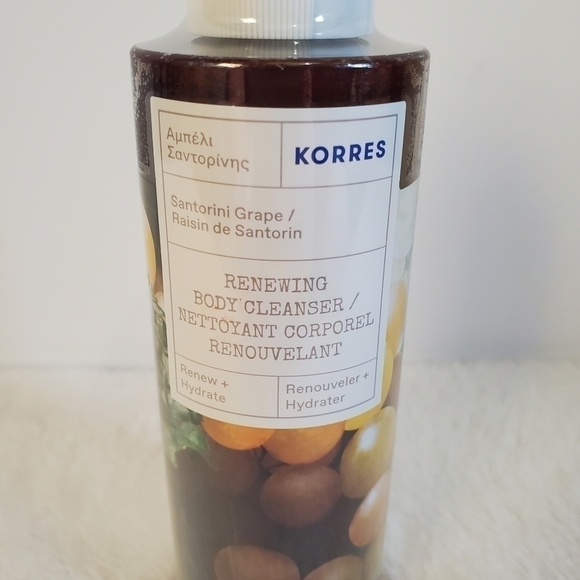 Αμπέλι
Σαντορίνης
KORRES
Santorini Grape /
Raisin de Santorin
RENEWING
BODY CLEANSER /
NETTOYANT CORPOREL
RENOUVELANT
Renew +
Hydrate
Renouveler +
Hydrater